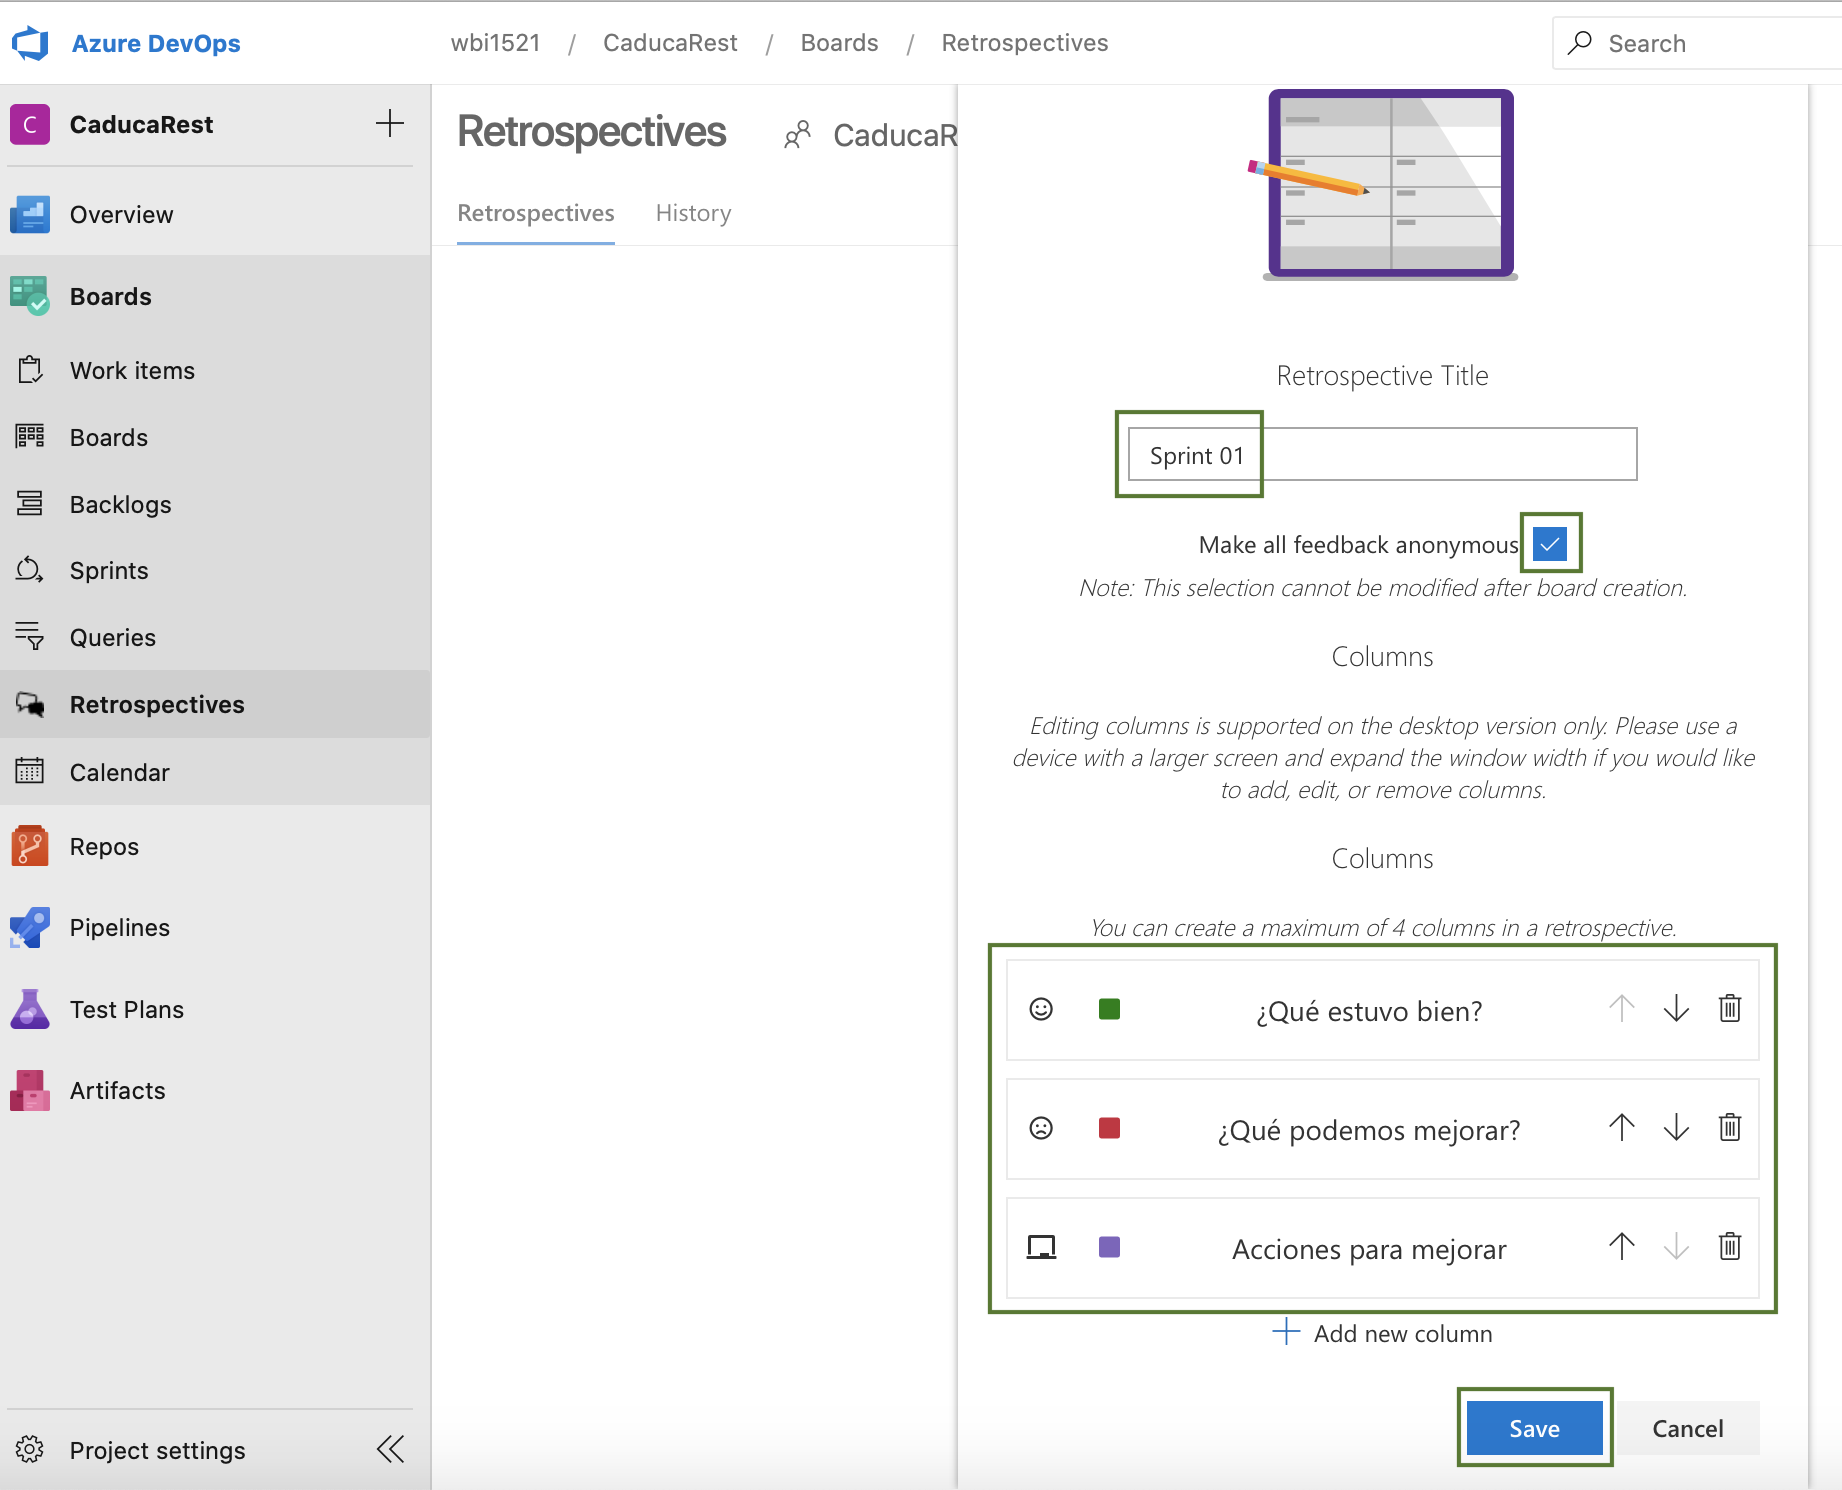 Azure DevOps
wbi1521 / CaducaRest / Boards / Retrospectives
Search
C
CaducaRest
Overview
Boards
Work items
Boards
Backlogs
Sprints
Queries
Retrospectives
Calendar
Repos
Pipelines
Test Plans
Artifacts
Project settings
Retrospectives
CaducaR
Retrospectives
History
Retrospective Title
Sprint 01
Make all feedback anonymous
Note: This selection cannot be modified after board creation.
Columns
Editing columns is supported on the desktop version only. Please use a
device with a larger screen and expand the window width if you would like
to add, edit, or remove columns.
Columns
You can create a maximum of 4 columns in a retrospective.
¿Qué estuvo bien?
¿Qué podemos mejorar?
Acciones para mejorar
Add new column
Save
Cancel